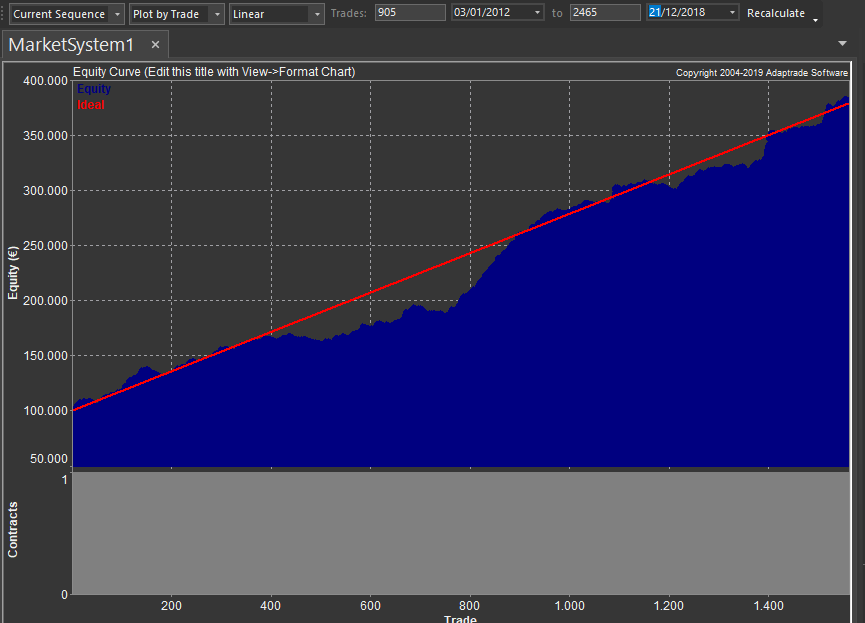 Current Sequence Plot by Trade Linear Trades: 905 03/01/2012 to 2465 21/12/2018 Recalculate
MarketSystem1 ×
Equity Curve (Edit this title with View->Format Chart) Copyright 2004-2019 Adaptrade Software
Equity
Ideal
400.000
350.000
300.000
250.000
200.000
150.000
100.000
50.000
Equity (€)
1
0
Contracts
200 400 600 800 1.000 1.200 1.400
Trade